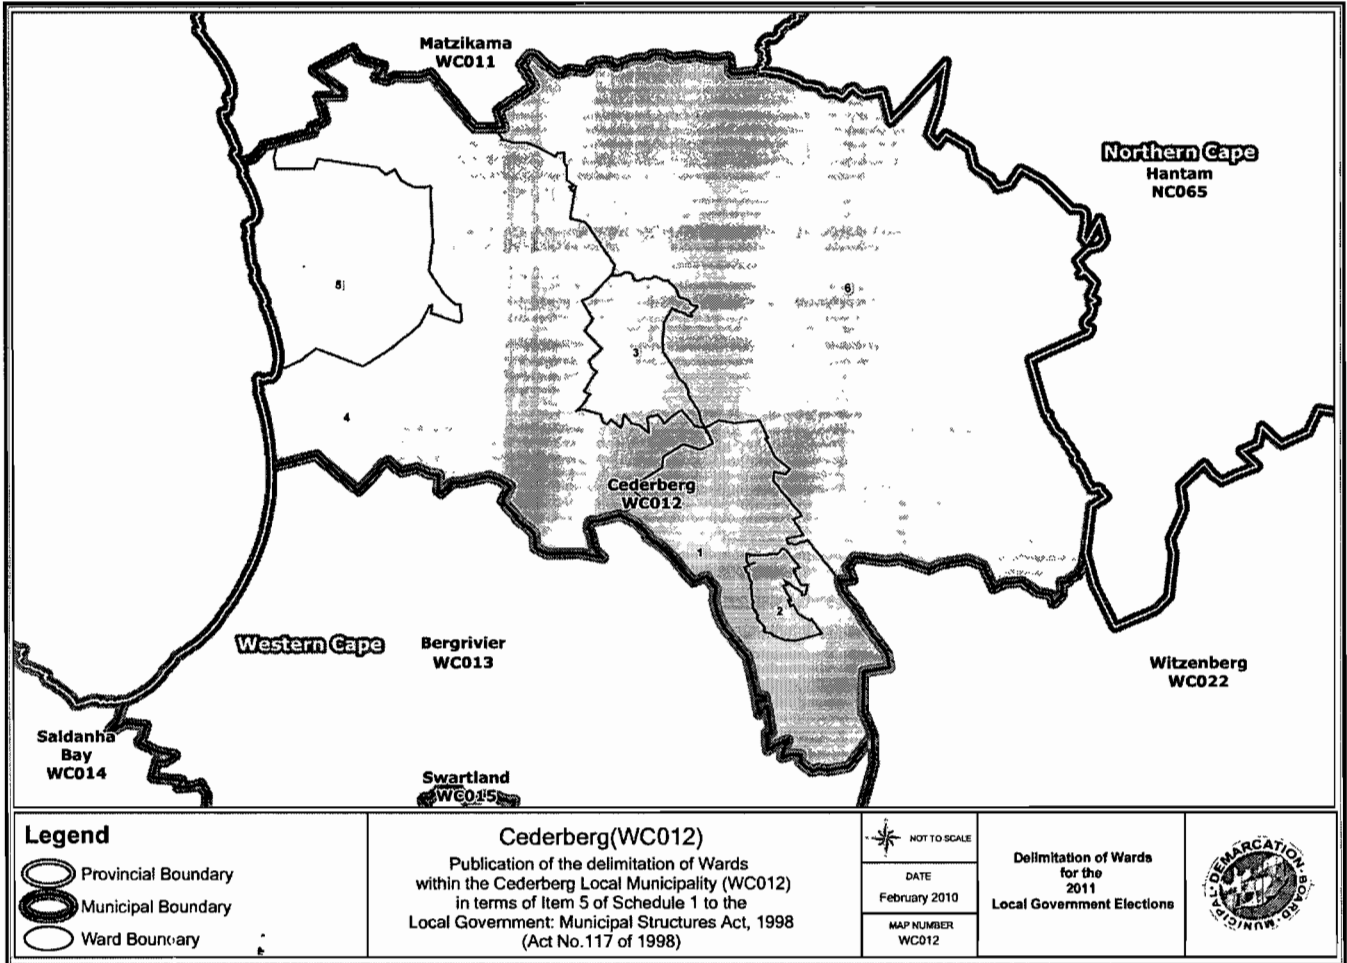 Matzikama
WC011
Northern Cape
Hantam
NC065
5
6
3
4
Cederberg
WC012
1
2
Western Cape
Bergrivier
WC013
Witzenberg
WC022
Saldanha
Bay
WC014
Swartland
WC015
Legend
Provincial Boundary
Municipal Boundary
Ward Boundary
Cederberg(WC012)
Publication of the delimitation of Wards
within the Cederberg Local Municipality (WC012)
in terms of Item 5 of Schedule 1 to the
Local Government: Municipal Structures Act, 1998
(Act No.117 of 1998)
NOT TO SCALE
DATE
February 2010
MAP NUMBER
WC012
Delimitation of Wards
for the
2011
Local Government Elections
MUNICIPAL DEMARCATION BOARD